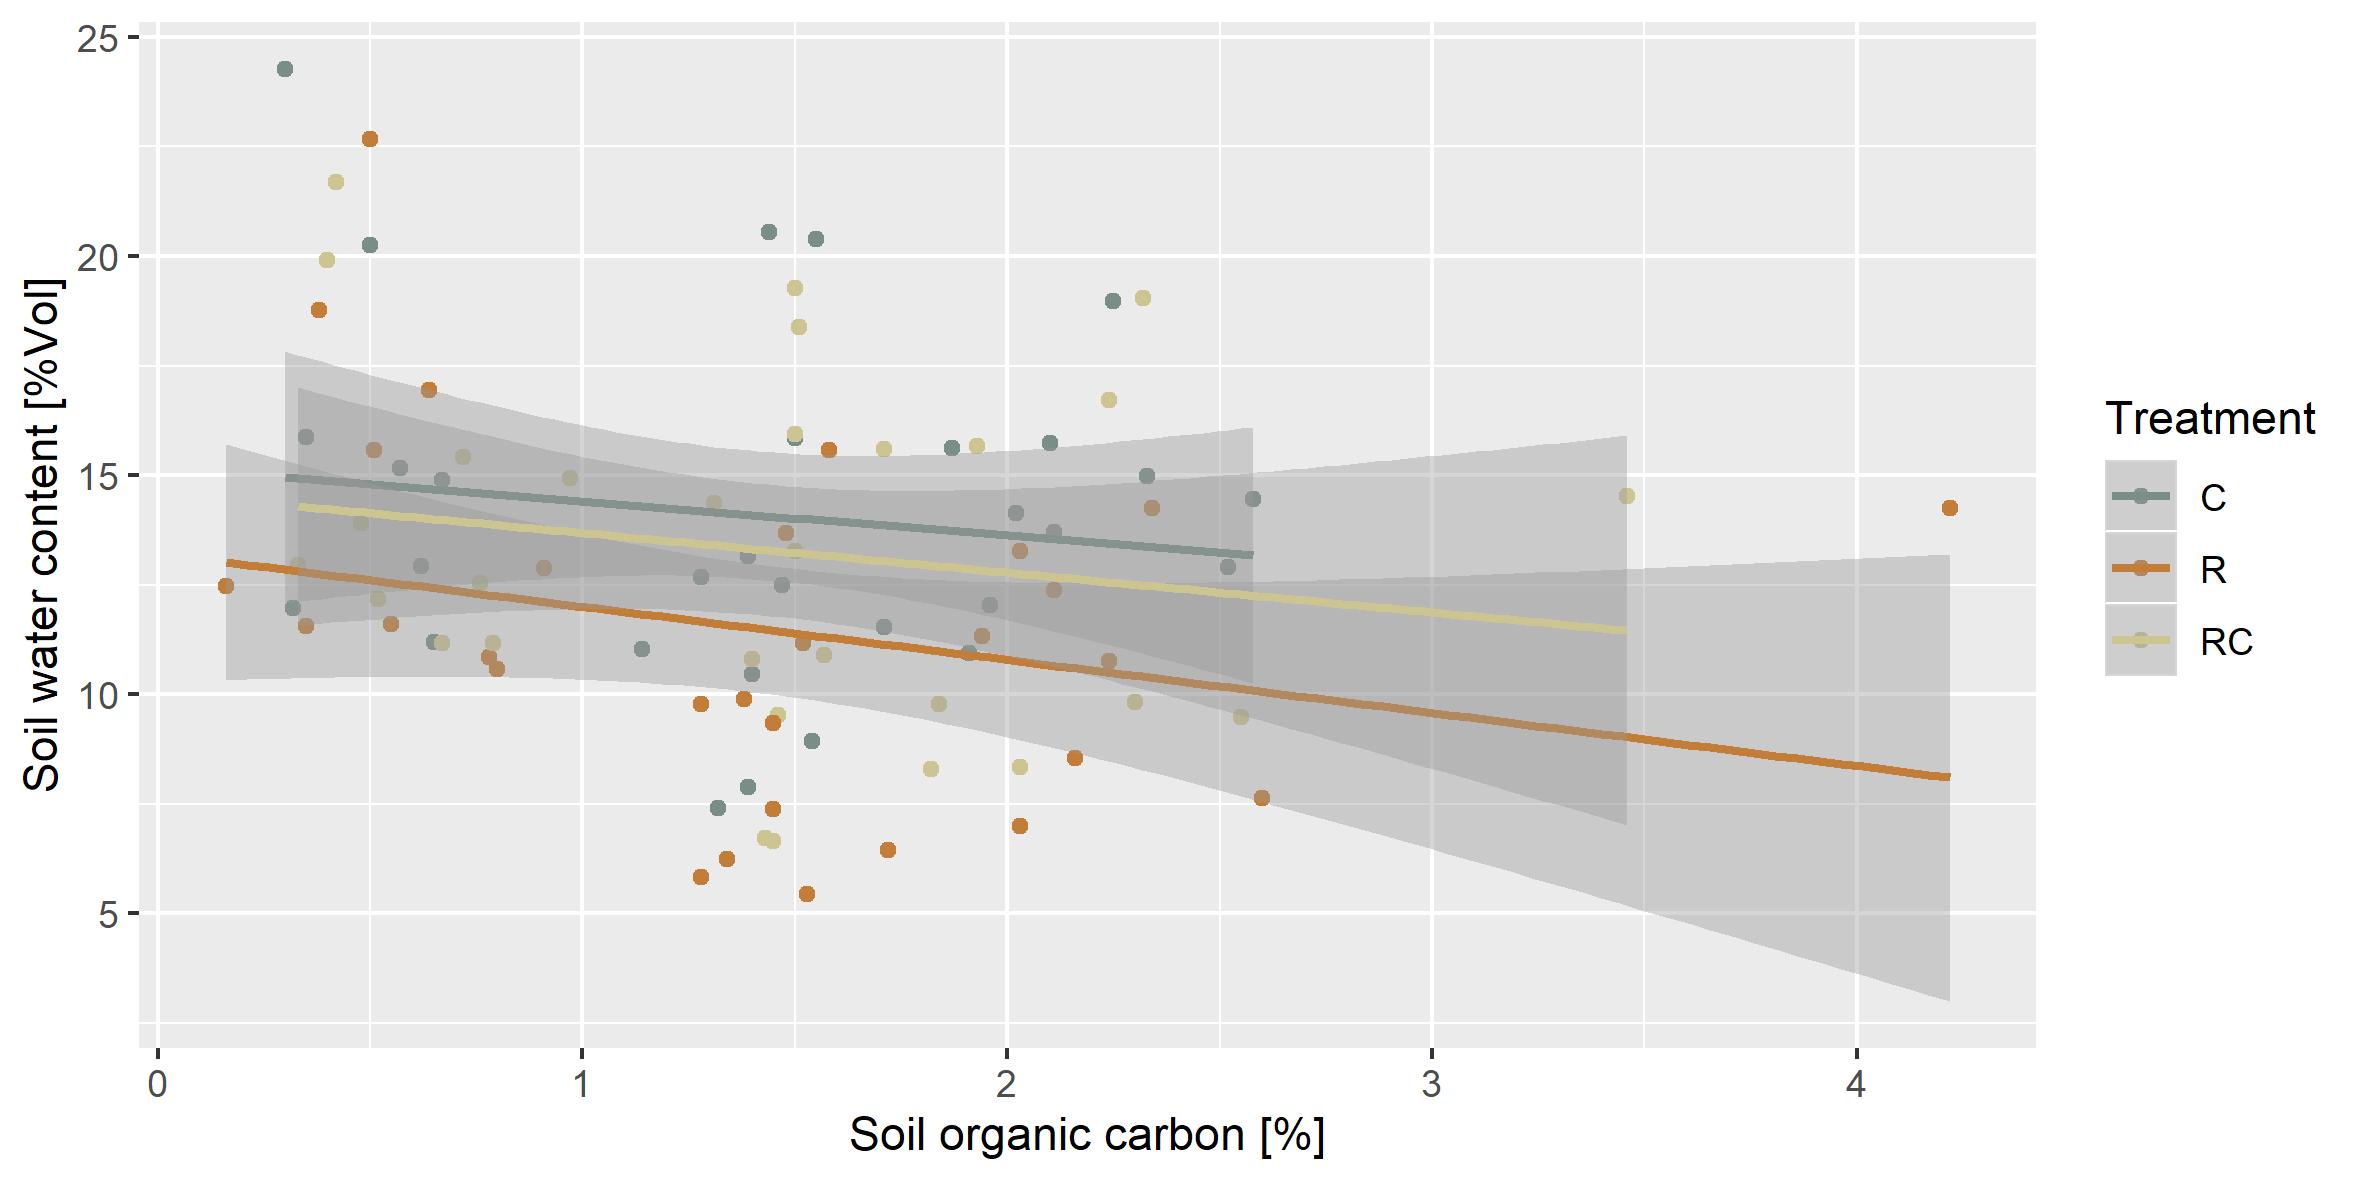 25
20
15
10
5
0
1
2
3
4
Soil water content [%Vol]
Soil organic carbon [%]
Treatment
C
R
RC